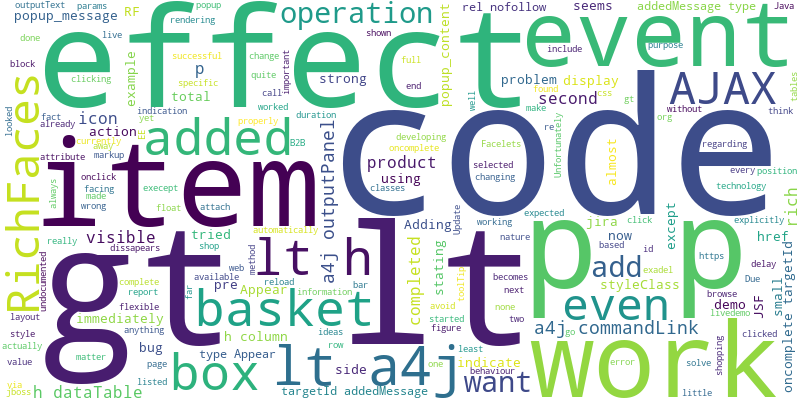 outputText
params
popup
RF
popup_message
rendering
operation
rel nofollow
seems
addedMessage type
Java
done
live
shown
effect
event
block
example
clicking
successful
specific
change
quite
worked
call
important
full
end
popup_content
include
purpose
problem
display
AJAX
strong
p
total
RichFaces
looked
fact
already
icon
indication
yet
EE
properly
duration
second
found
css
gt
make
org
without
think
tables
well
action
added
B2B
developing
oncomplete
code
currently
away
attribute
markup
item
a4j outputPanel
product
using
selected
changing
classes
re
Facelets
Unfortunately
almost
regarding
every
position
technology
onclick
facing
wrong
always
made
execept
float
attach
Adding
Update
working
expected
jira
click
explicitly
rich
visible
tried
shop
automatically
lt h
stating
nature
based
id
except
now
href
undocumented
really
dissapears
gt
lt
pp
complete
report
flexible
immediately
far
available
web
method
reload
pre
Appear
information
bar
completed
becomes
next
none
avoid
tooltip
add
exadel
https
styleClass
browse
demo
JSF
Due
delay
small
oncomplete targetId
layout
style
anything
basket
ideas
row
h column
started
figure
two
even
livedemo
a4j
go
commandLink
clicked
actually
value
matter
bug
page
via
jboss
h dataTable
listed
box
type Appear
lt
side
a4j
one
least
indicate
behaviour
want
work
error
solve
shopping
little
targetId addedMessage